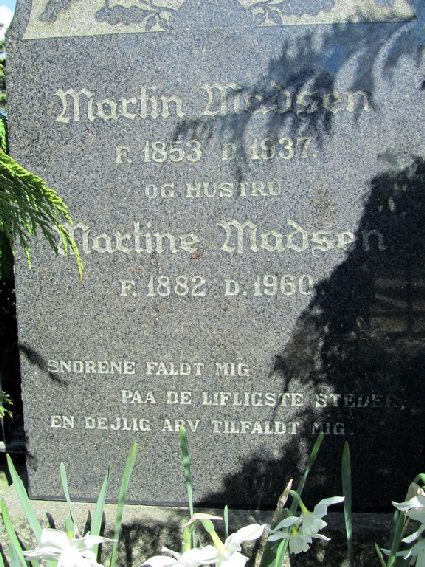 Martin Madsen
F. 1853 D. 1937.
OG HUSTRU
Martine Madsen
F. 1882 D. 1960.
SNORENE FALDT MIG
PAA DE LIFLIGSTE STEDER,
EN DEJLIG ARV TILFALDT MIG.